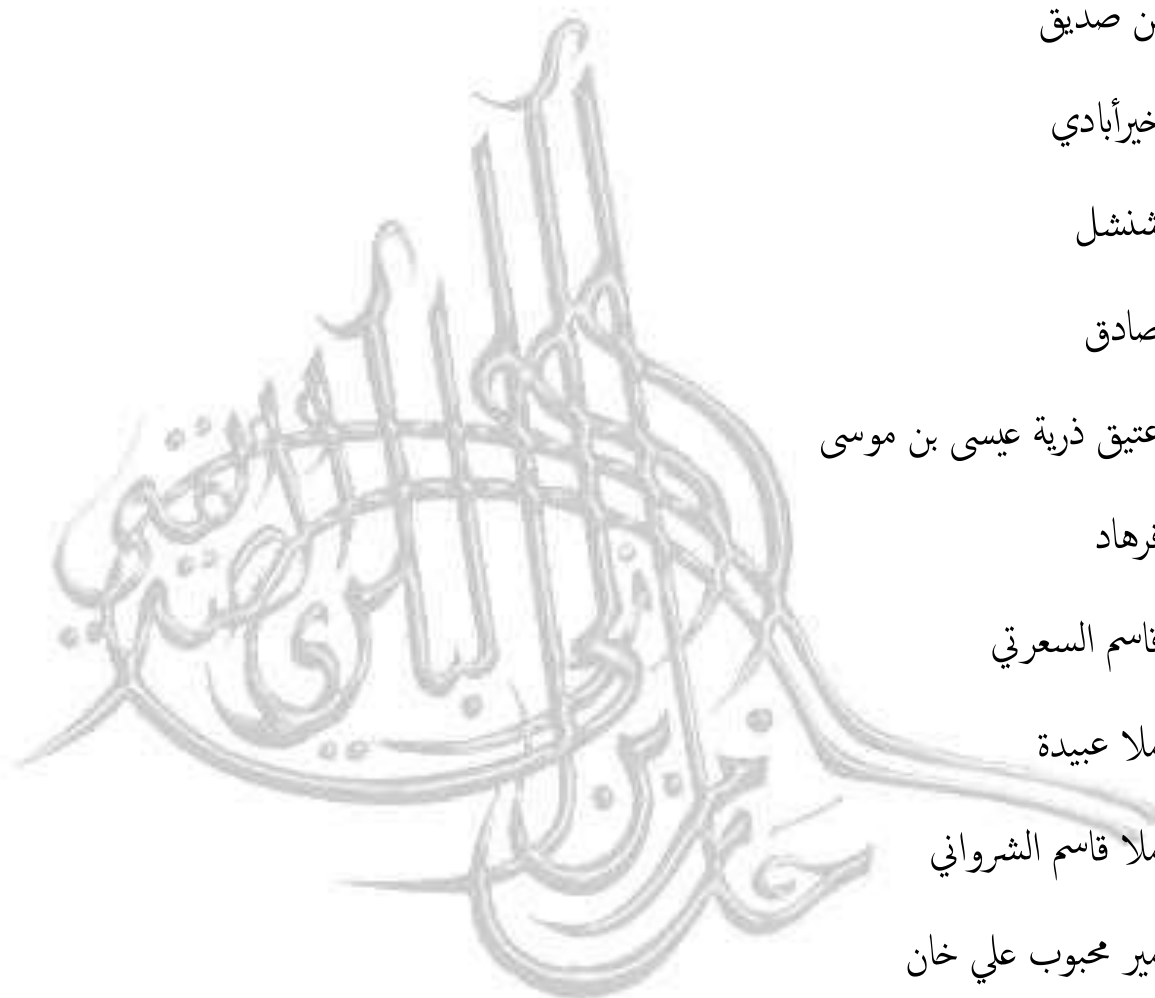 بن صديق
خيرأبادي
شنشل
صادق
عتيق ذرية عيسى بن موسى
فرهاد
قاسم السعرتي
ملا عبيدة
ملا قاسم الشرواني
مير محبوب علي خان